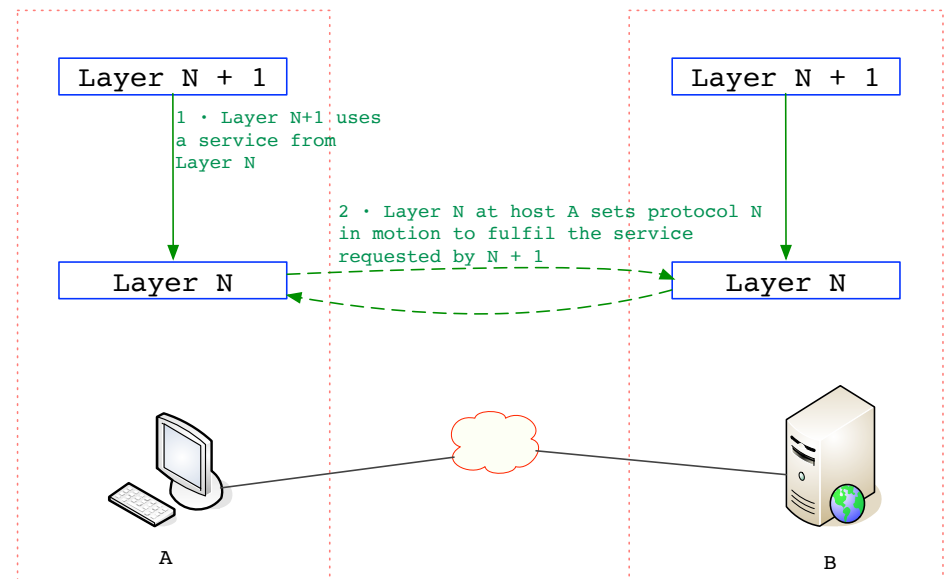 Layer N + 1
Layer N + 1
1 · Layer N+1 uses
a service from
Layer N
2 · Layer N at host A sets protocol N
in motion to fulfil the service
requested by N + 1
Layer N
Layer N
A
B